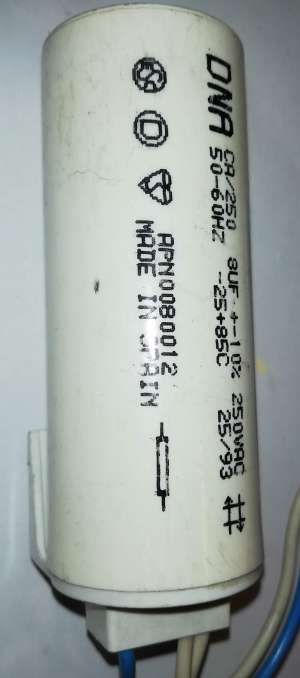 DNA
CA/250 8UF +-10% 250VAC
50-60HZ -25+85C 25/93
APN0080012
MADE IN SPAIN